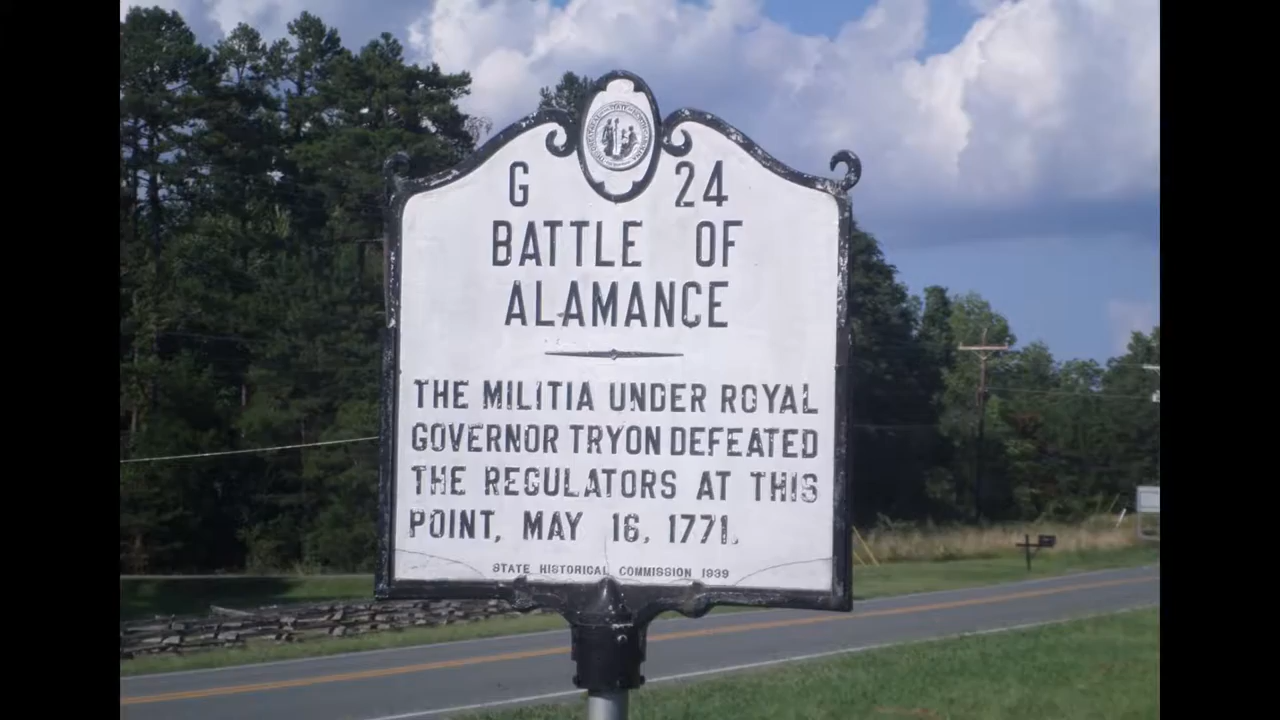 G 24
BATTLE OF
ALAMANCE
THE MILITIA UNDER ROYAL
GOVERNOR TRYON DEFEATED
THE REGULATORS AT THIS
POINT, MAY 16, 1771.
STATE HISTORICAL COMMISSION 1939